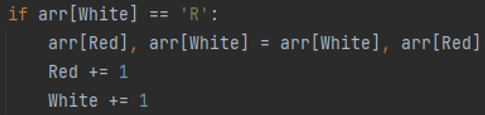 if arr[White] == 'R':
    arr[Red], arr[White] = arr[White], arr[Red]
    Red += 1
    White += 1